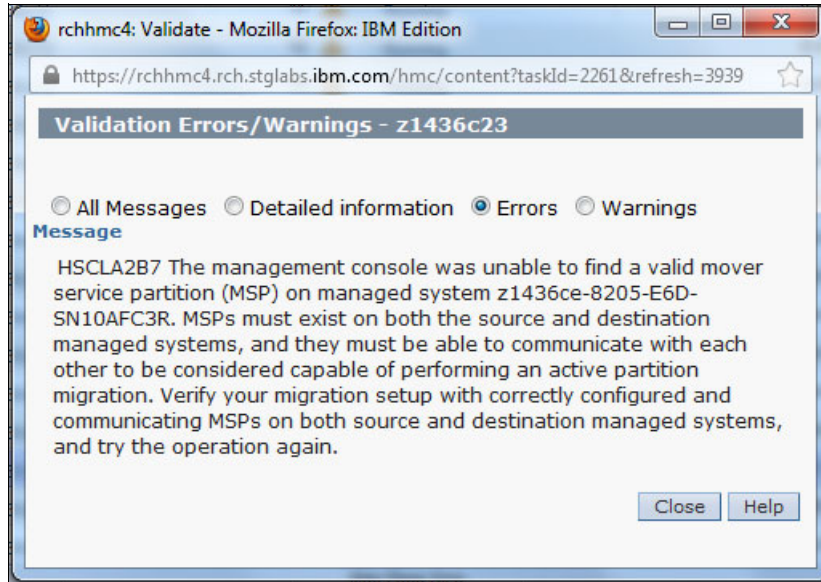 rchhmc4: Validate - Mozilla Firefox: IBM Edition
https://rchhmc4.rch.stglabs.ibm.com/hmc/content?taskId=2261&refresh=3939
Validation Errors/Warnings - z1436c23
All Messages Detailed information Errors Warnings
Message
HSCLA2B7 The management console was unable to find a valid mover
service partition (MSP) on managed system z1436ce-8205-E6D-
SN10AFC3R. MSPs must exist on both the source and destination
managed systems, and they must be able to communicate with each
other to be considered capable of performing an active partition
migration. Verify your migration setup with correctly configured and
communicating MSPs on both source and destination managed systems,
and try the operation again.
Close Help